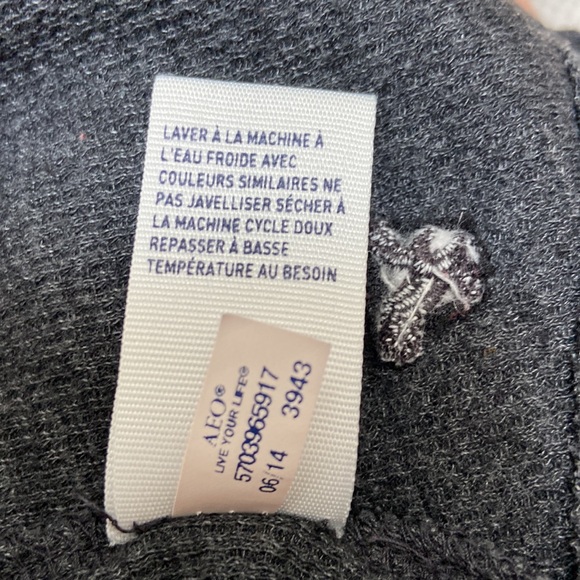 LAVER À LA MACHINE À
L'EAU FROIDE AVEC
COULEURS SIMILAIRES NE
PAS JAVELLISER SÉCHER À
LA MACHINE CYCLE DOUX
REPASSER À BASSE
TEMPÉRATURE AU BESOIN
AEO®
LIVE YOUR LIFE®
5703965917
06/14 3943